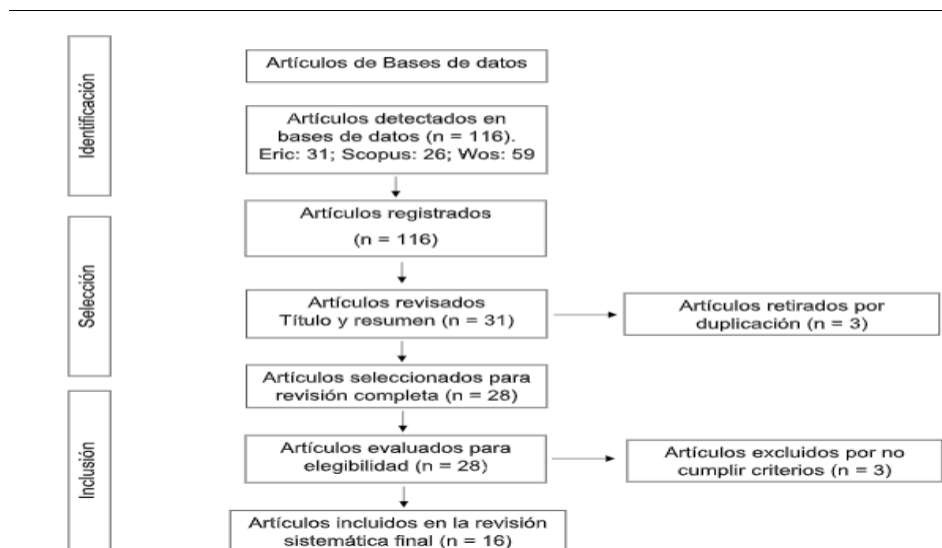 Identificación
Artículos de Bases de datos
Artículos detectados en
bases de datos (n = 116).
Eric: 31; Scopus: 26; Wos: 59
Selección
Artículos registrados
(n = 116)
Artículos revisados
Título y resumen (n = 31)
Artículos retirados por
duplicación (n = 3)
Artículos seleccionados para
revisión completa (n = 28)
Inclusión
Artículos evaluados para
elegibilidad (n = 28)
Artículos excluidos por no
cumplir criterios (n = 3)
Artículos incluidos en la revisión
sistemática final (n = 16)